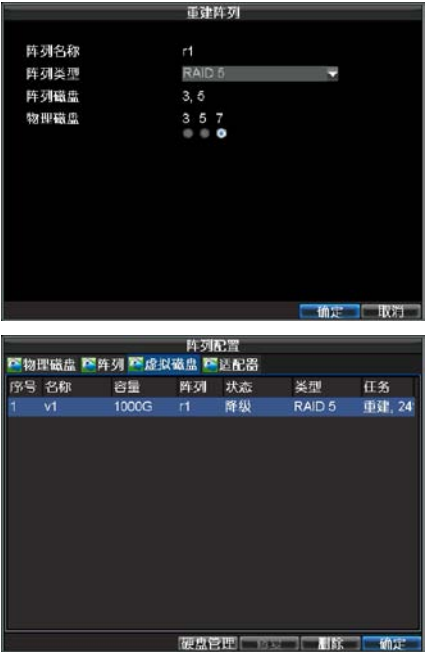 重建阵列
阵列名称 r1
阵列类型 RAID 5
阵列磁盘 3, 5
物理磁盘 3 5 7
确定 取消
阵列配置
物理磁盘 阵列 虚拟磁盘 适配器
序号 名称 容量 阵列 状态 类型 任务
1 v1 1000G r1 降级 RAID 5 重建, 24
硬盘管理 删除 确定